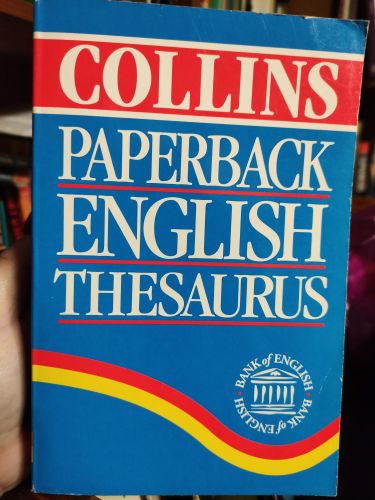 COLLINS
PAPERBACK
ENGLISH
THESAURUS
BANK of ENGLISH · BANK of ENGLISH ·